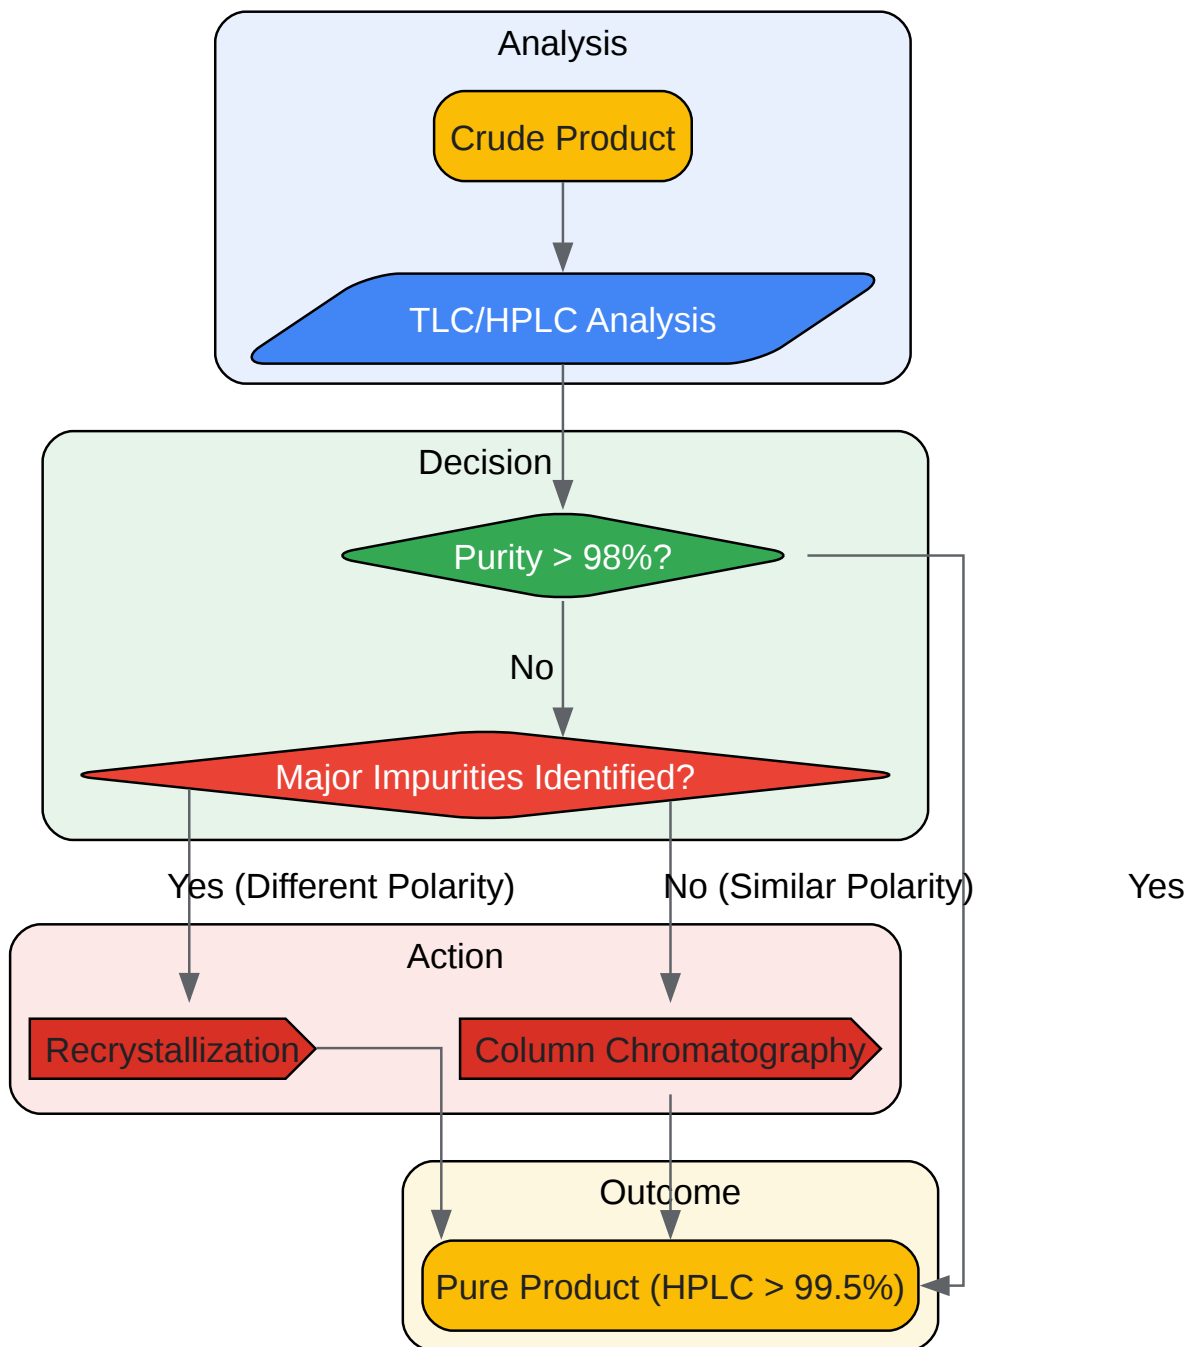 Analysis
Crude Product
TLC/HPLC Analysis
Decision
Purity > 98%?
No
Major Impurities Identified?
Yes (Different Polarity)
No (Similar Polarity)
Yes
Action
Recrystallization
Column Chromatography
Outcome
Pure Product (HPLC > 99.5%)